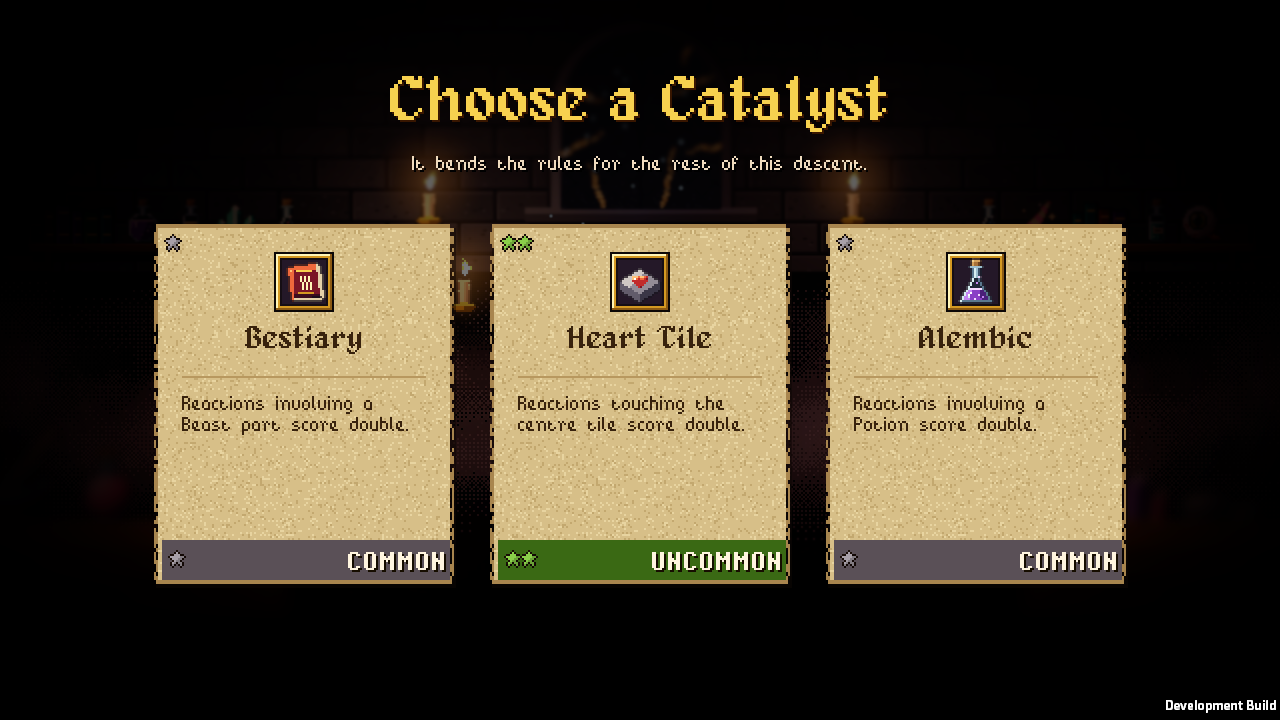 Choose a Catalyst
It bends the rules for the rest of this descent.
Bestiary
Reactions involving a
Beast part score double.
COMMON
Heart Tile
Reactions touching the
centre tile score double.
UNCOMMON
Alembic
Reactions involving a
Potion score double.
COMMON
Development Build